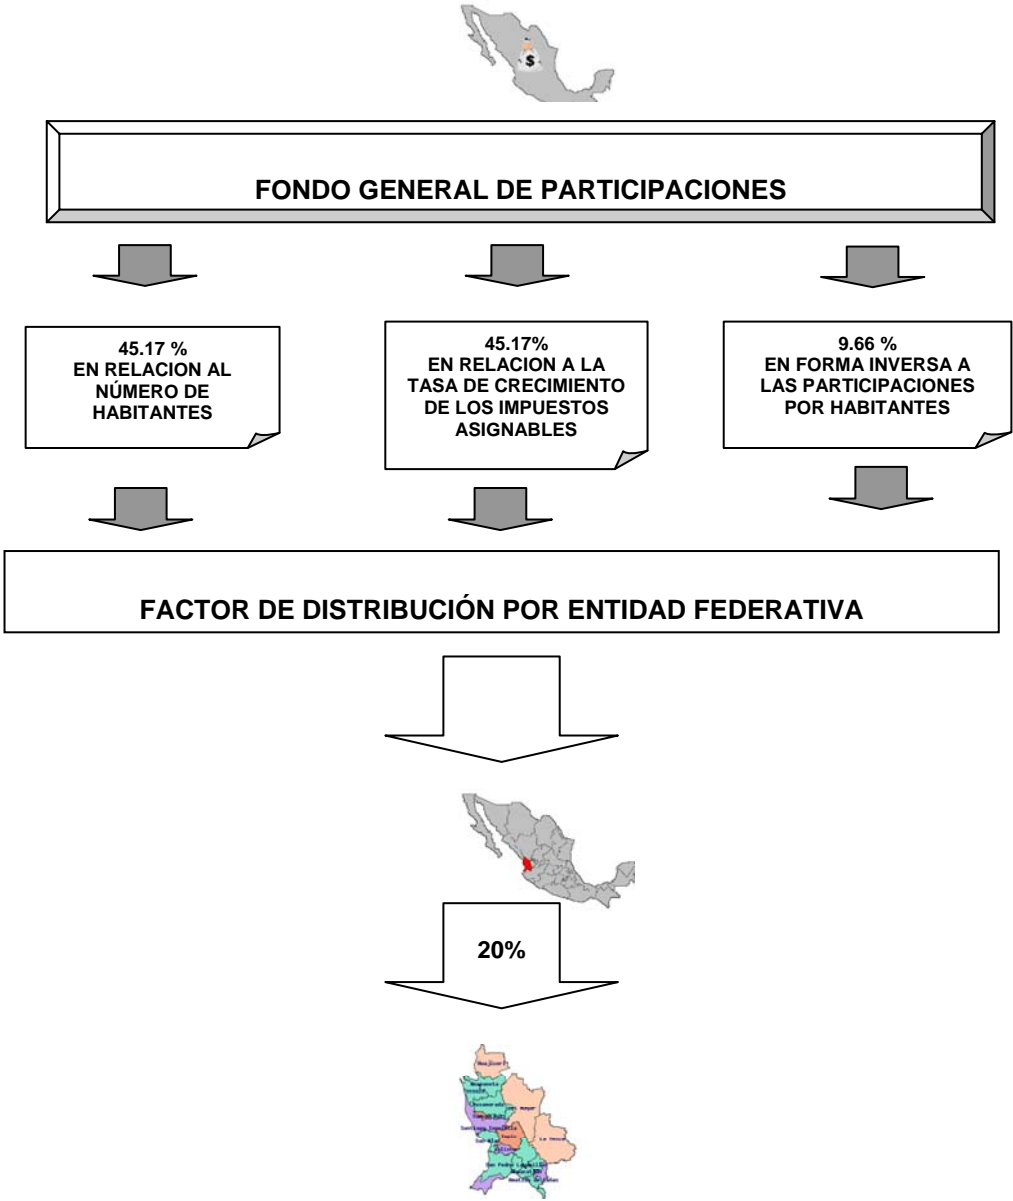 $
FONDO GENERAL DE PARTICIPACIONES
45.17 %
EN RELACION AL
NÚMERO DE
HABITANTES
45.17%
EN RELACION A LA
TASA DE CRECIMIENTO
DE LOS IMPUESTOS
ASIGNABLES
9.66 %
EN FORMA INVERSA A
LAS PARTICIPACIONES
POR HABITANTES
FACTOR DE DISTRIBUCIÓN POR ENTIDAD FEDERATIVA
20%
La Yesca